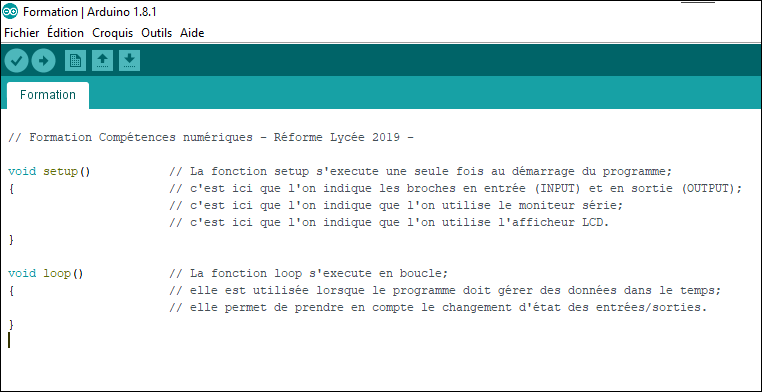 Formation | Arduino 1.8.1
Fichier Édition Croquis Outils Aide
Formation
// Formation Compétences numériques - Réforme Lycée 2019 -
void setup() // La fonction setup s'execute une seule fois au démarrage du programme;
{ // c'est ici que l'on indique les broches en entrée (INPUT) et en sortie (OUTPUT);
// c'est ici que l'on indique que l'on utilise le moniteur série;
// c'est ici que l'on indique que l'on utilise l'afficheur LCD.
}
void loop() // La fonction loop s'execute en boucle;
{ // elle est utilisée lorsque le programme doit gérer des données dans le temps;
// elle permet de prendre en compte le changement d'état des entrées/sorties.
}